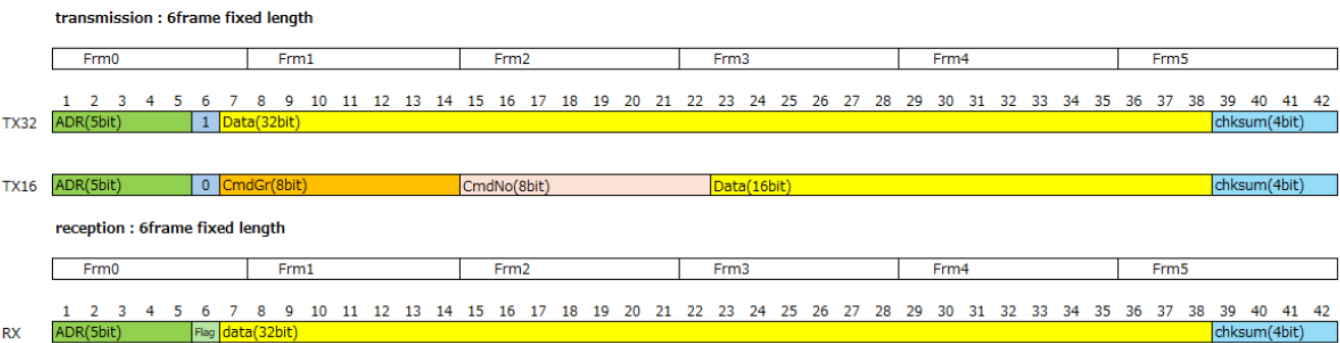 transmission : 6frame fixed length
Frm0 Frm1 Frm2 Frm3 Frm4 Frm5
1 2 3 4 5 6 7 8 9 10 11 12 13 14 15 16 17 18 19 20 21 22 23 24 25 26 27 28 29 30 31 32 33 34 35 36 37 38 39 40 41 42
TX32 ADR(5bit) 1 Data(32bit) chksum(4bit)
TX16 ADR(5bit) 0 CmdGr(8bit) CmdNo(8bit) Data(16bit) chksum(4bit)
reception : 6frame fixed length
Frm0 Frm1 Frm2 Frm3 Frm4 Frm5
1 2 3 4 5 6 7 8 9 10 11 12 13 14 15 16 17 18 19 20 21 22 23 24 25 26 27 28 29 30 31 32 33 34 35 36 37 38 39 40 41 42
RX ADR(5bit) Flag data(32bit) chksum(4bit)